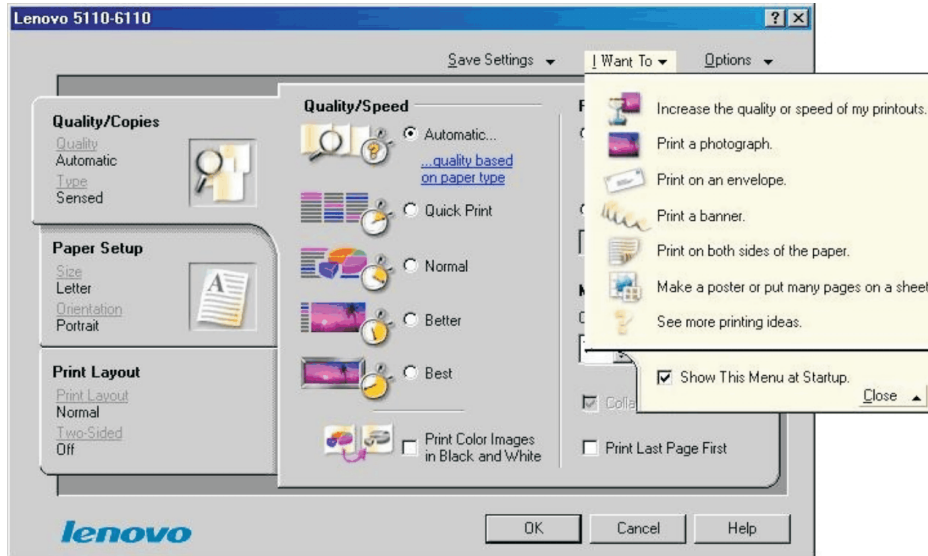 Lenovo 5110-6110
Save Settings
I Want To
Options
Quality/Copies
Quality
Automatic
Type
Sensed
Paper Setup
Size
Letter
Orientation
Portrait
Print Layout
Print Layout
Normal
Two-Sided
Off
Quality/Speed
Automatic...
...quality based
on paper type
Quick Print
Normal
Better
Best
Print Color Images
in Black and White
Increase the quality or speed of my printouts.
Print a photograph.
Print on an envelope.
Print a banner.
Print on both sides of the paper.
Make a poster or put many pages on a sheet
See more printing ideas.
Show This Menu at Startup.
Close
Print Last Page First
lenovo
OK
Cancel
Help